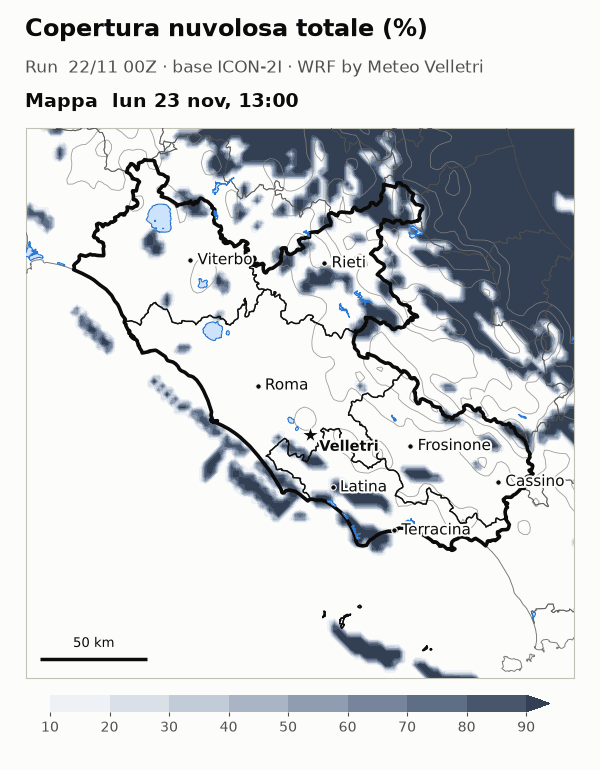 Copertura nuvolosa totale (%)
Run  22/11 00Z · base ICON-2I · WRF by Meteo Velletri
Mappa  lun 23 nov, 13:00
Viterbo
Rieti
Roma
Velletri
Frosinone
Latina
Cassino
Terracina
50 km
10 20 30 40 50 60 70 80 90